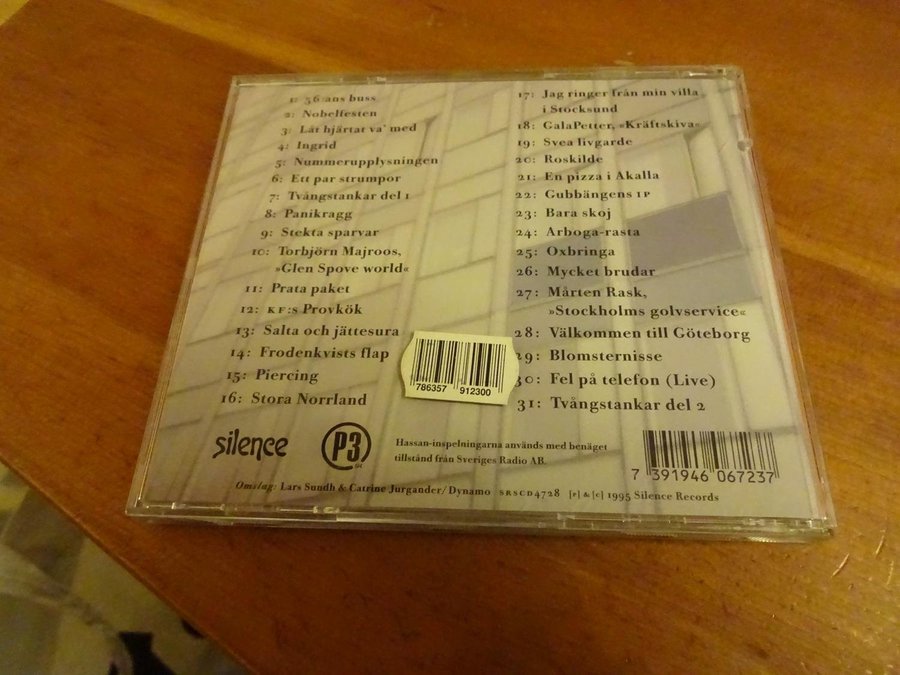 1: 56:ans buss
2: Nobelfesten
3: Låt hjärtat va' med
4: Ingrid
5: Nummerupplysningen
6: Ett par strumpor
7: Tvångstankar del 1
8: Panikragg
9: Stekta sparvar
10: Torbjörn Majroos,
»Glen Spove world«
11: Prata paket
12: KF:s Provkök
13: Salta och jättesura
14: Frodenkvists flap
15: Piercing
16: Stora Norrland
17: Jag ringer från min villa
i Stocksund
18: GalaPetter, »Kräftskiva«
19: Svea livgarde
20: Roskilde
21: En pizza i Akalla
22: Gubbängens IP
23: Bara skoj
24: Arboga-rasta
25: Oxbringa
26: Mycket brudar
27: Mårten Rask,
»Stockholms golvservice«
28: Välkommen till Göteborg
29: Blomsternisse
30: Fel på telefon (Live)
31: Tvångstankar del 2
786357 912300
silence
P3
Hassan-inspelningarna används med benäget
tillstånd från Sveriges Radio AB.
7 391946 067237
Omslag: Lars Sundh & Catrine Jurgander/Dynamo SRSCD4728 [P] & [C] 1995 Silence Records